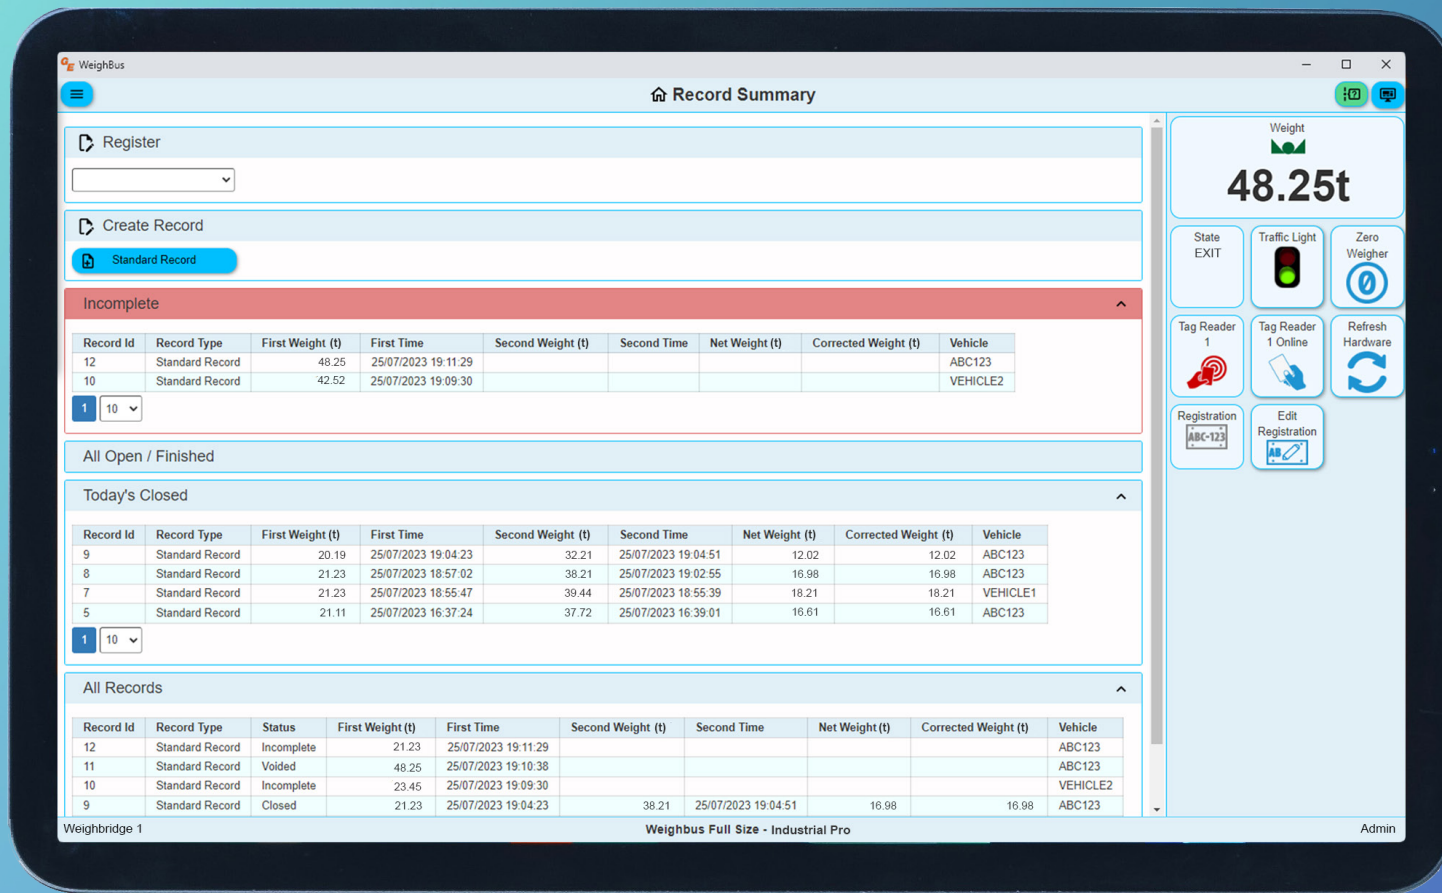 GE WeighBus
Record Summary
Register
Create Record
Standard Record
Incomplete
Record Id Record Type First Weight (t) First Time Second Weight (t) Second Time Net Weight (t) Corrected Weight (t) Vehicle
12 Standard Record 48.25 25/07/2023 19:11:29 ABC123
10 Standard Record 42.52 25/07/2023 19:09:30 VEHICLE2
1 10
All Open / Finished
Today's Closed
Record Id Record Type First Weight (t) First Time Second Weight (t) Second Time Net Weight (t) Corrected Weight (t) Vehicle
9 Standard Record 20.19 25/07/2023 19:04:23 32.21 25/07/2023 19:04:51 12.02 12.02 ABC123
8 Standard Record 21.23 25/07/2023 18:57:02 38.21 25/07/2023 19:02:55 16.98 16.98 ABC123
7 Standard Record 21.23 25/07/2023 18:55:47 39.44 25/07/2023 18:55:39 18.21 18.21 VEHICLE1
5 Standard Record 21.11 25/07/2023 16:37:24 37.72 25/07/2023 16:39:01 16.61 16.61 ABC123
1 10
All Records
Record Id Record Type Status First Weight (t) First Time Second Weight (t) Second Time Net Weight (t) Corrected Weight (t) Vehicle
12 Standard Record Incomplete 21.23 25/07/2023 19:11:29 ABC123
11 Standard Record Voided 48.25 25/07/2023 19:10:38 ABC123
10 Standard Record Incomplete 23.45 25/07/2023 19:09:30 VEHICLE2
9 Standard Record Closed 21.23 25/07/2023 19:04:23 38.21 25/07/2023 19:04:51 16.98 16.98 ABC123
Weight
48.25t
State
EXIT
Traffic Light
Zero
Weigher
0
Tag Reader
1
Tag Reader
1 Online
Refresh
Hardware
Registration
ABC-123
Edit
Registration
AB
Weighbridge 1
Weighbus Full Size - Industrial Pro
Admin